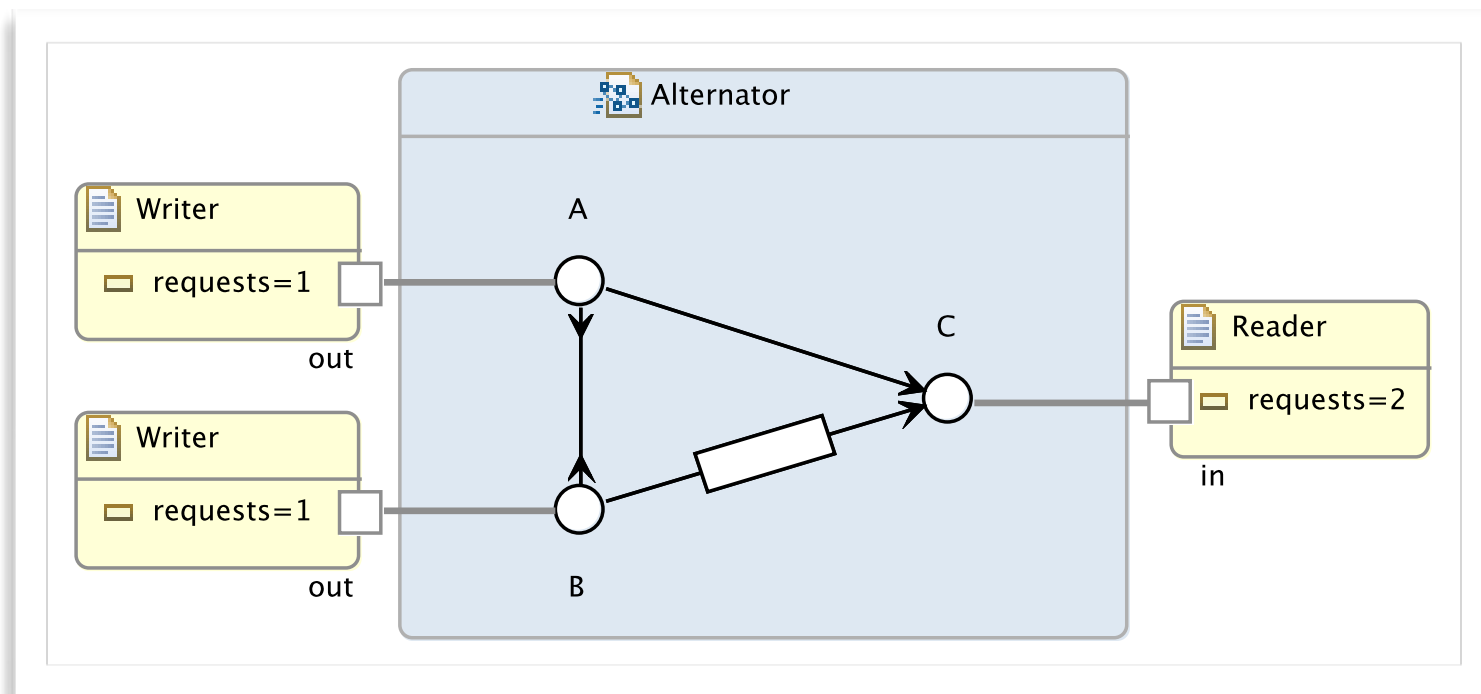 Alternator
Writer
requests=1
out
A
Writer
requests=1
out
B
C
Reader
requests=2
in